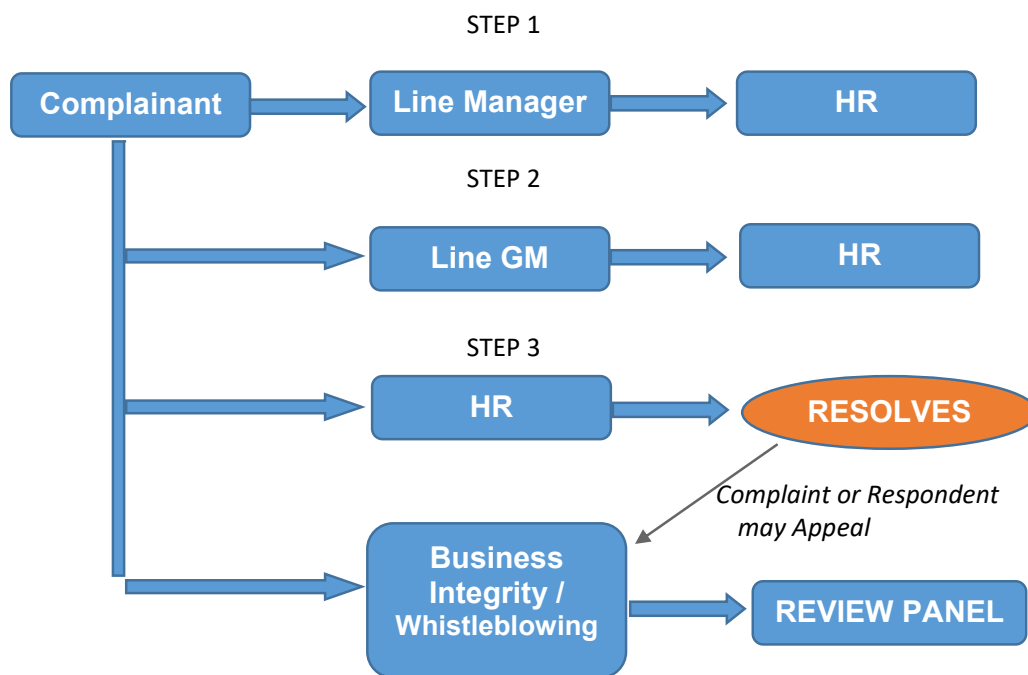 STEP 1
Complainant
Line Manager
HR
STEP 2
Line GM
HR
STEP 3
HR
RESOLVES
Complaint or Respondent
may Appeal
Business
Integrity /
Whistleblowing
REVIEW PANEL